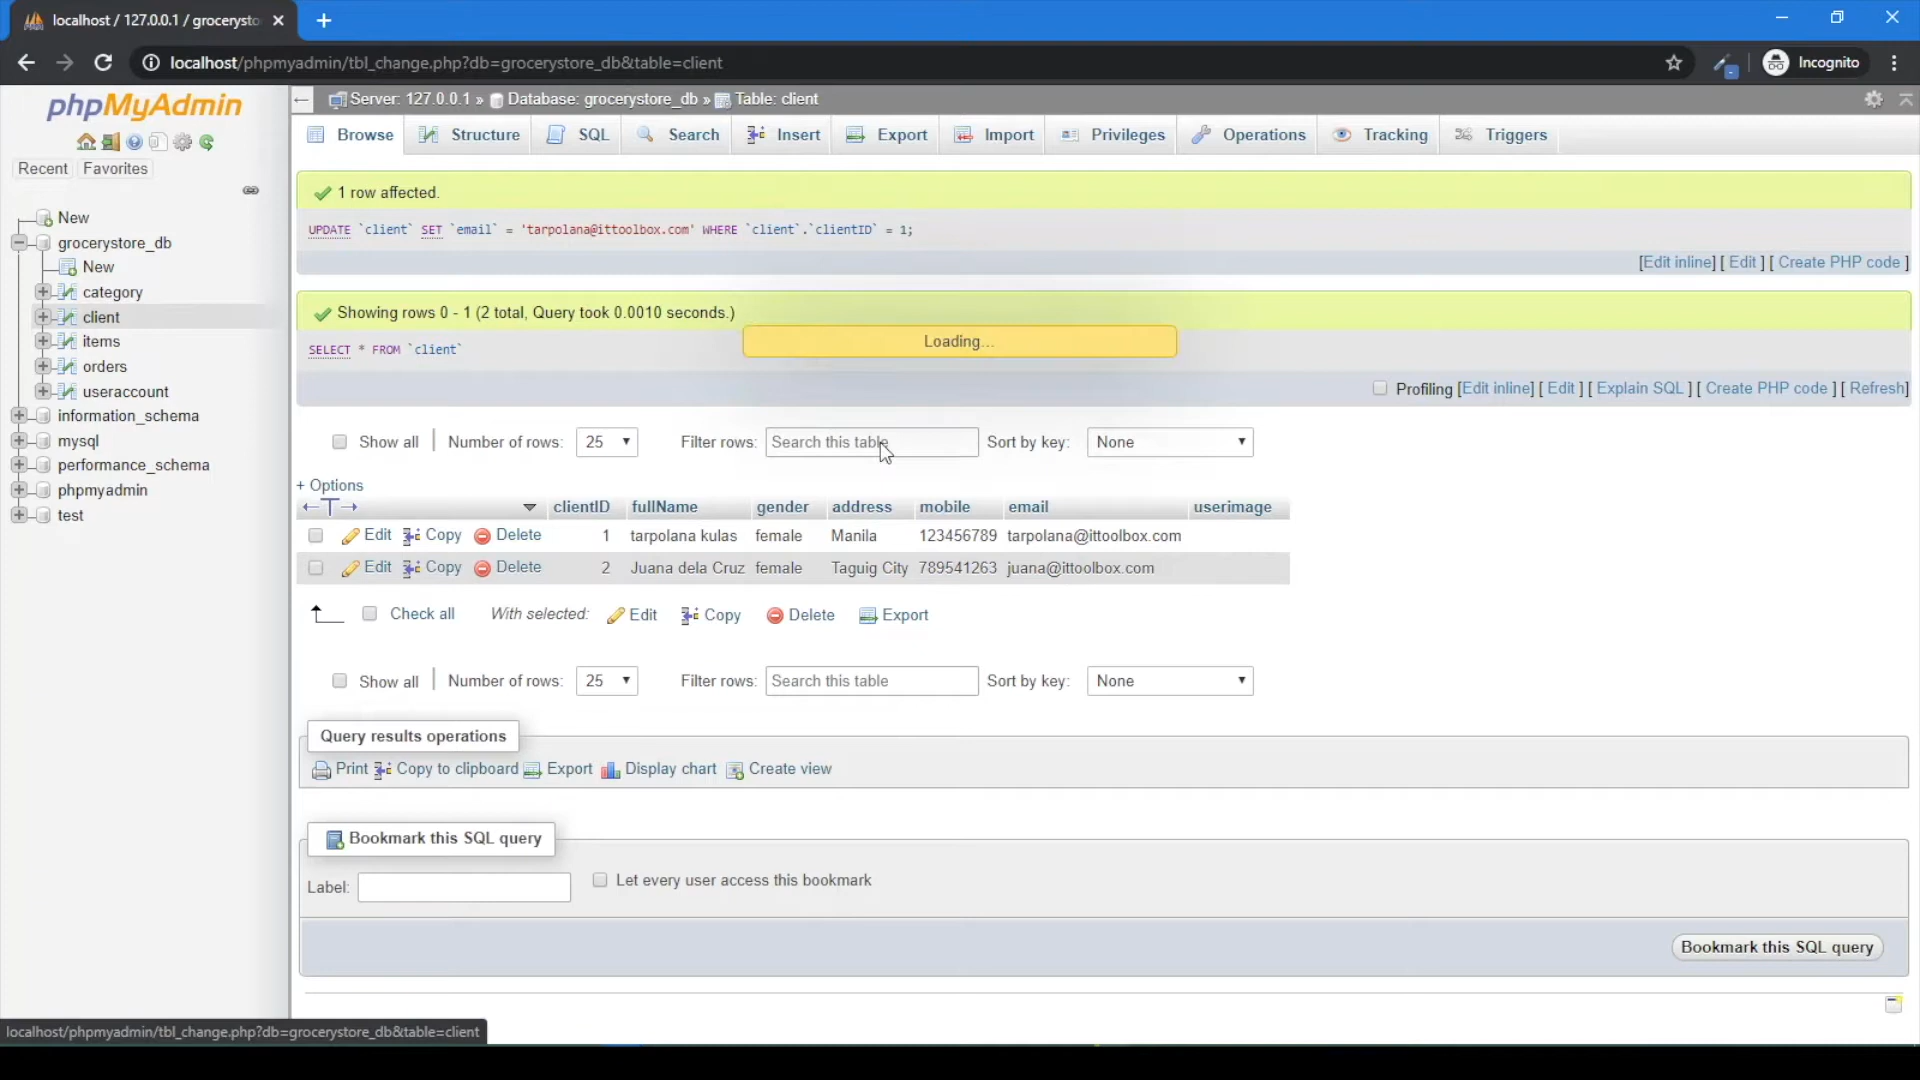 localhost / 127.0.0.1 / grocerysto
localhost/phpmyadmin/tbl_change.php?db=grocerystore_db&table=client
Incognito
phpMyAdmin
Server: 127.0.0.1 » Database: grocerystore_db » Table: client
Browse Structure SQL Search Insert Export Import Privileges Operations Tracking Triggers
Recent Favorites
New
grocerystore_db
New
category
client
items
orders
useraccount
information_schema
mysql
performance_schema
phpmyadmin
test
1 row affected.
UPDATE `client` SET `email` = 'tarpolana@ittoolbox.com' WHERE `client`.`clientID` = 1;
[Edit inline] [ Edit ] [ Create PHP code ]
Showing rows 0 - 1 (2 total, Query took 0.0010 seconds.)
Loading...
SELECT * FROM `client`
Profiling [Edit inline] [ Edit ] [ Explain SQL ] [ Create PHP code ] [ Refresh]
Show all Number of rows: 25 Filter rows: Search this table Sort by key: None
+ Options
clientID fullName gender address mobile email userimage
Edit Copy Delete 1 tarpolana kulas female Manila 123456789 tarpolana@ittoolbox.com
Edit Copy Delete 2 Juana dela Cruz female Taguig City 789541263 juana@ittoolbox.com
Check all With selected: Edit Copy Delete Export
Show all Number of rows: 25 Filter rows: Search this table Sort by key: None
Query results operations
Print Copy to clipboard Export Display chart Create view
Bookmark this SQL query
Label: Let every user access this bookmark
Bookmark this SQL query
localhost/phpmyadmin/tbl_change.php?db=grocerystore_db&table=client